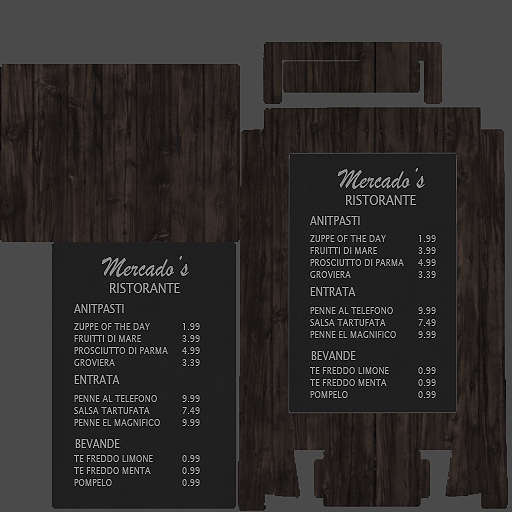 Mercado's
RISTORANTE
ANITPASTI
ZUPPE OF THE DAY 1.99
FRUITTI DI MARE 3.99
PROSCIUTTO DI PARMA 4.99
GROVIERA 3.39
ENTRATA
PENNE AL TELEFONO 9.99
SALSA TARTUFATA 7.49
PENNE EL MAGNIFICO 9.99
BEVANDE
TE FREDDO LIMONE 0.99
TE FREDDO MENTA 0.99
POMPELO 0.99
Mercado's
RISTORANTE
ANITPASTI
ZUPPE OF THE DAY 1.99
FRUITTI DI MARE 3.99
PROSCIUTTO DI PARMA 4.99
GROVIERA 3.39
ENTRATA
PENNE AL TELEFONO 9.99
SALSA TARTUFATA 7.49
PENNE EL MAGNIFICO 9.99
BEVANDE
TE FREDDO LIMONE 0.99
TE FREDDO MENTA 0.99
POMPELO 0.99